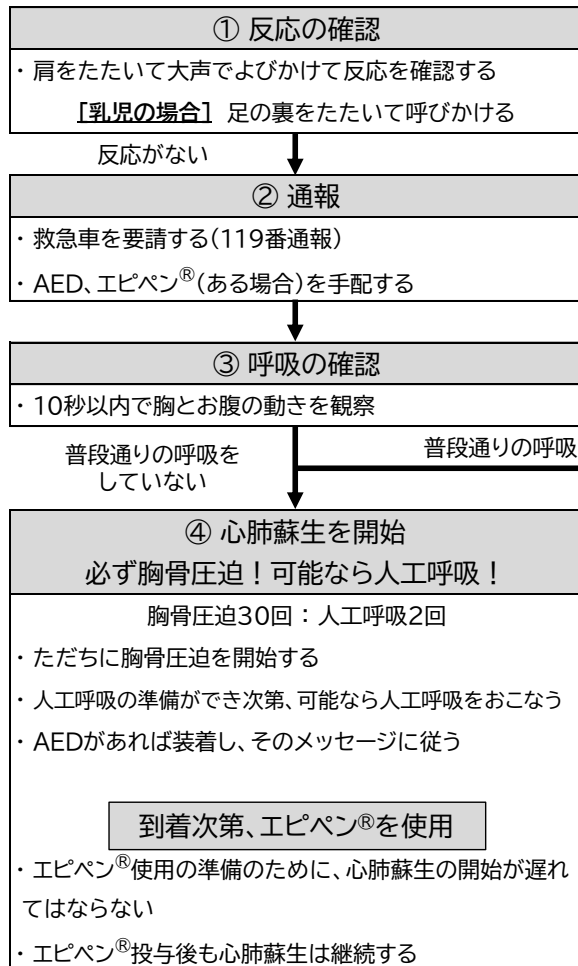 ① 反応の確認
・ 肩をたたいて大声でよびかけて反応を確認する
[乳児の場合] 足の裏をたたいて呼びかける
反応がない
② 通報
・ 救急車を要請する(119番通報)
・ AED、エピペン®(ある場合)を手配する
③ 呼吸の確認
・ 10秒以内で胸とお腹の動きを観察
普段通りの呼吸を
していない
普段通りの呼吸
④ 心肺蘇生を開始
必ず胸骨圧迫！可能なら人工呼吸！
胸骨圧迫30回：人工呼吸2回
・ ただちに胸骨圧迫を開始する
・ 人工呼吸の準備ができ次第、可能なら人工呼吸をおこなう
・ AEDがあれば装着し、そのメッセージに従う
到着次第、エピペン®を使用
・ エピペン®使用の準備のために、心肺蘇生の開始が遅れ
てはならない
・ エピペン®投与後も心肺蘇生は継続する